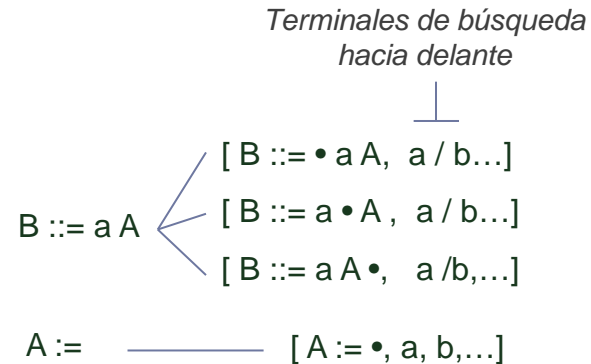 Terminales de búsqueda
hacia delante
[ B ::= • a A, a / b…]
B ::= a A
[ B ::= a • A , a / b…]
[ B ::= a A •, a /b,…]
A := [ A := •, a, b,…]